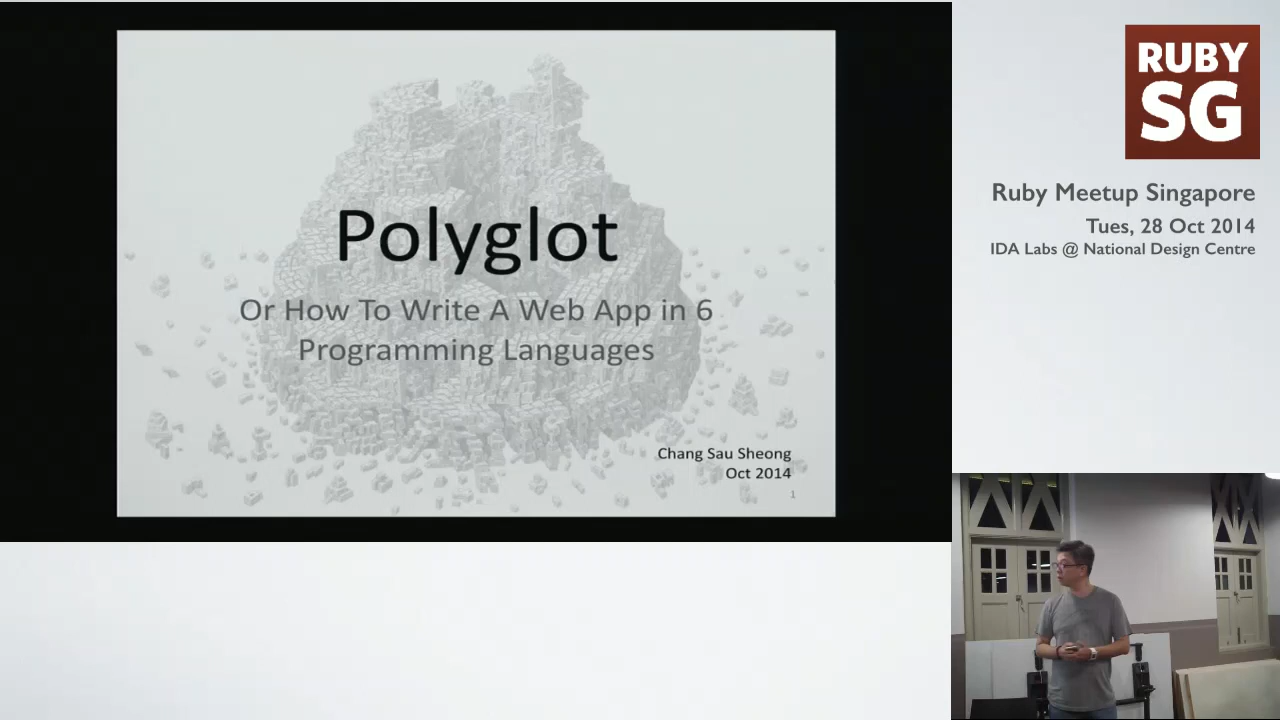 Polyglot
Or How To Write A Web App in 6
Programming Languages
Chang Sau Sheong
Oct 2014
1
RUBY
SG
Ruby Meetup Singapore
Tues, 28 Oct 2014
IDA Labs @ National Design Centre